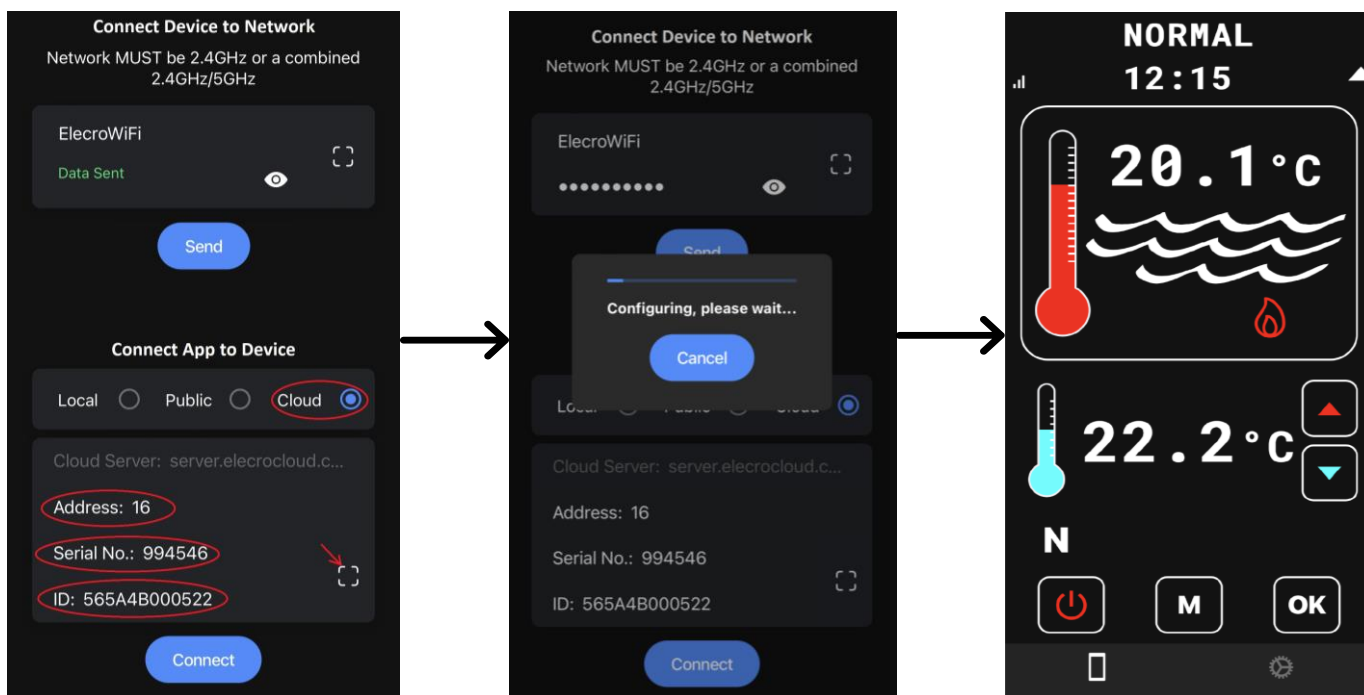 Connect Device to Network
Network MUST be 2.4GHz or a combined
2.4GHz/5GHz
ElecroWiFi
Data Sent
Send
Connect App to Device
Local Public Cloud
Cloud Server: server.elecrocloud.c...
Address: 16
Serial No.: 994546
ID: 565A4B000522
Connect
Connect Device to Network
Network MUST be 2.4GHz or a combined
2.4GHz/5GHz
ElecroWiFi
••••••••••
Send
Configuring, please wait...
Cancel
Cloud Server: server.elecrocloud.c...
Address: 16
Serial No.: 994546
ID: 565A4B000522
Connect
NORMAL
12:15
20.1°C
22.2°C
N
M OK